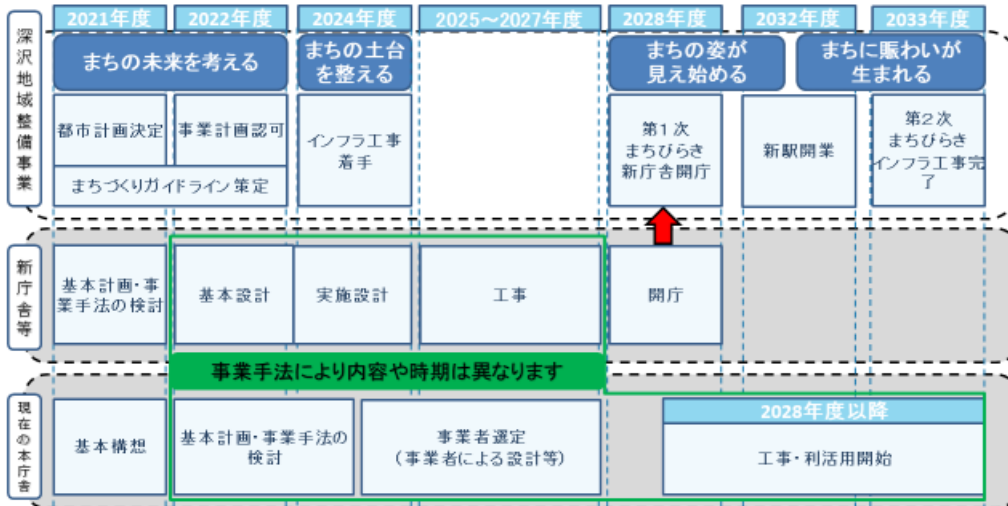 2021年度
2022年度
2024年度
2025～2027年度
2028年度
2032年度
2033年度
深沢地域整備事業
まちの未来を考える
まちの土台
を整える
まちの姿が
見え始める
まちに賑わいが
生まれる
都市計画決定
事業計画認可
まちづくりガイドライン策定
インフラ工事
着手
第1次
まちびらき
新庁舎開庁
新駅開業
第2次
まちびらき
インフラ工事完
了
新庁舎等
基本計画・事
業手法の検討
基本設計
実施設計
工事
開庁
事業手法により内容や時期は異なります
現在の本庁舎
基本構想
基本計画・事業手法の
検討
事業者選定
（事業者による設計等）
2028年度以降
工事・利活用開始